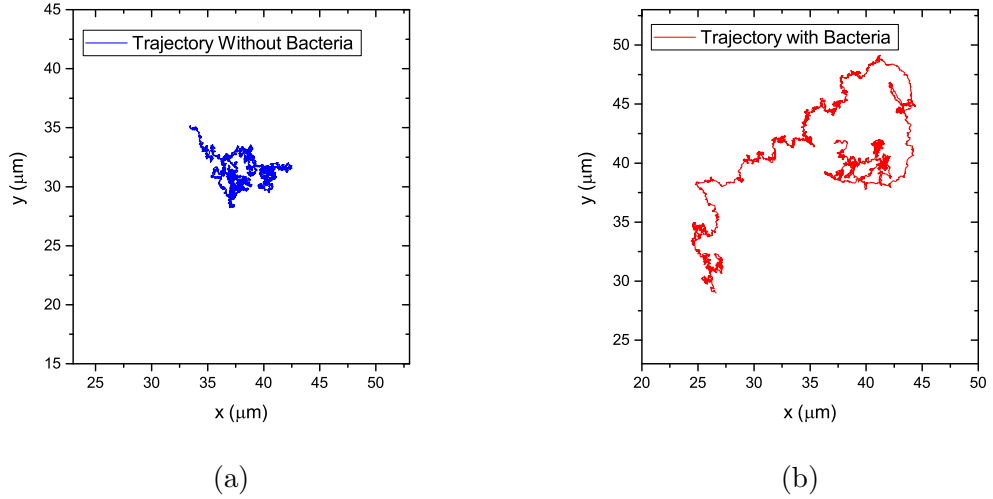 45
40
35
30
25
20
15
25 30 35 40 45 50
y (μm)
x (μm)
Trajectory Without Bacteria
(a)
50
45
40
35
30
25
20 25 30 35 40 45 50
y (μm)
x (μm)
Trajectory with Bacteria
(b)